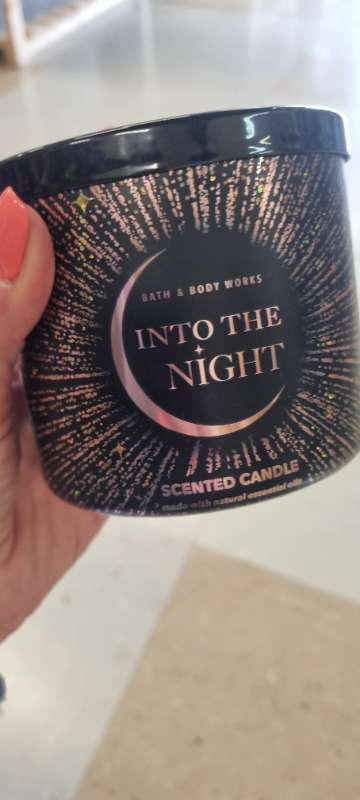 BATH & BODY WORKS
INTO THE
NIGHT
SCENTED CANDLE
made with natural essential oils